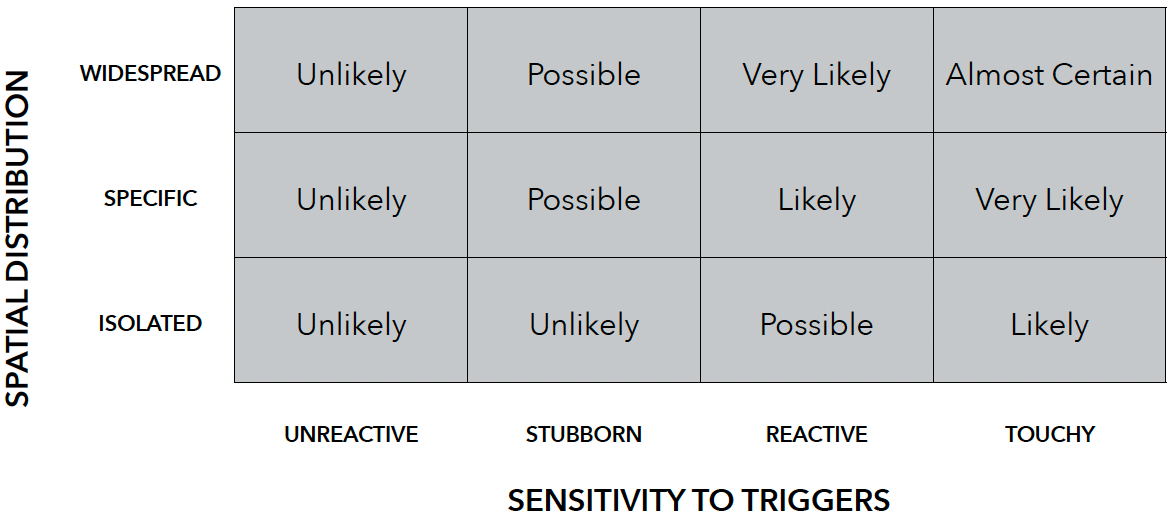 SPATIAL DISTRIBUTION
WIDESPREAD Unlikely Possible Very Likely Almost Certain
SPECIFIC Unlikely Possible Likely Very Likely
ISOLATED Unlikely Unlikely Possible Likely
UNREACTIVE STUBBORN REACTIVE TOUCHY
SENSITIVITY TO TRIGGERS